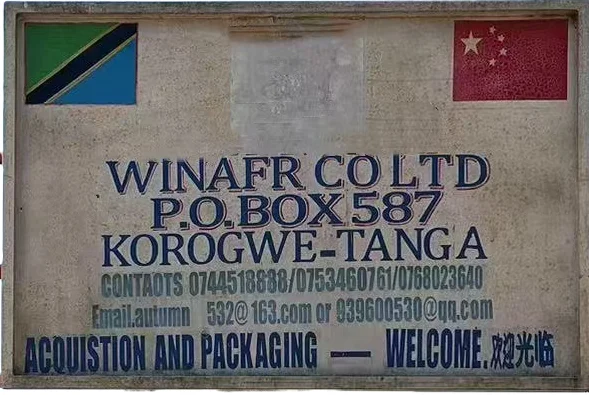 WINAFR CO LTD
P.O.BOX 587
KOROGWE-TANGA
CONTAOTS 0744518888/0753460761/0768023640
Email.autumn 532@163.com or 939600530@qq.com
ACQUISTION AND PACKAGING — WELCOME.欢迎光临